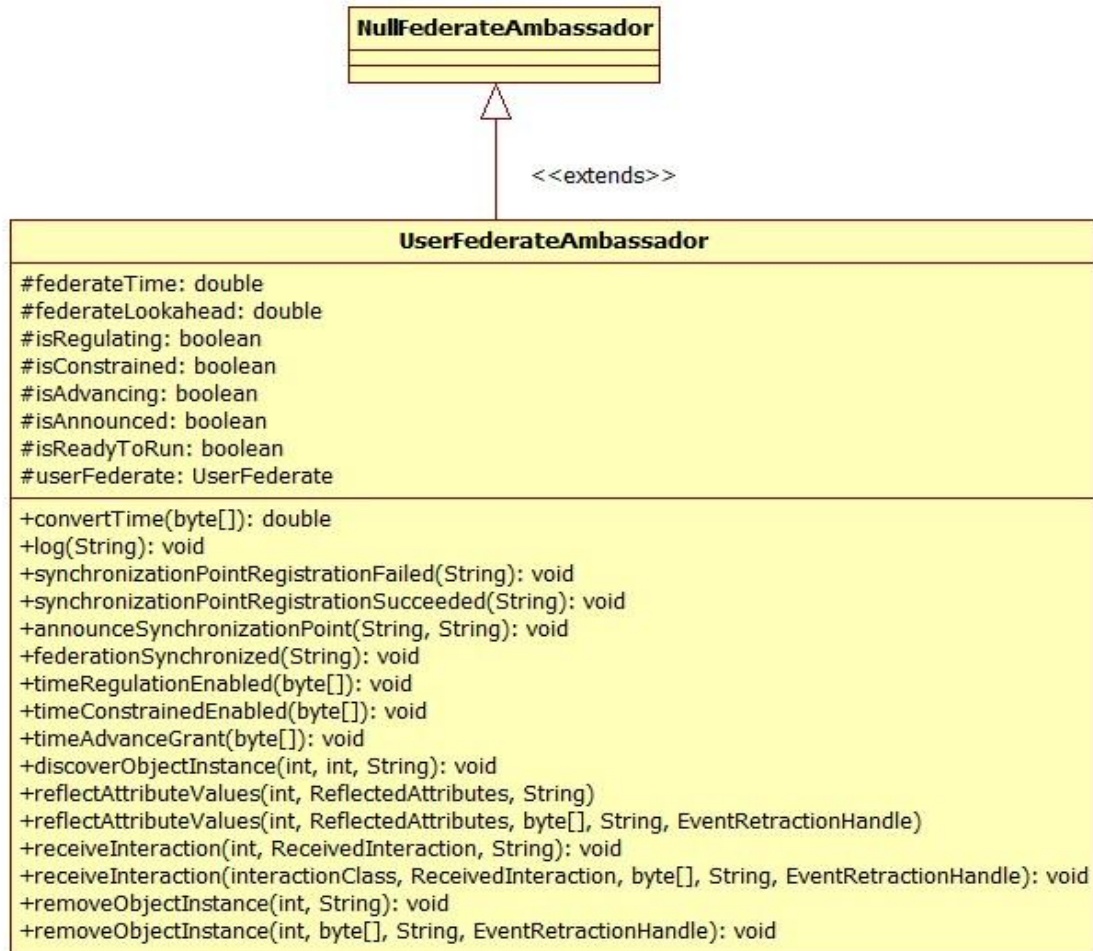 NullFederateAmbassador
<<extends>>
UserFederateAmbassador
#federateTime: double
#federateLookahead: double
#isRegulating: boolean
#isConstrained: boolean
#isAdvancing: boolean
#isAnnounced: boolean
#isReadyToRun: boolean
#userFederate: UserFederate
+convertTime(byte[]): double
+log(String): void
+synchronizationPointRegistrationFailed(String): void
+synchronizationPointRegistrationSucceeded(String): void
+announceSynchronizationPoint(String, String): void
+federationSynchronized(String): void
+timeRegulationEnabled(byte[]): void
+timeConstrainedEnabled(byte[]): void
+timeAdvanceGrant(byte[]): void
+discoverObjectInstance(int, int, String): void
+reflectAttributeValues(int, ReflectedAttributes, String)
+reflectAttributeValues(int, ReflectedAttributes, byte[], String, EventRetractionHandle)
+receiveInteraction(int, ReceivedInteraction, String): void
+receiveInteraction(interactionClass, ReceivedInteraction, byte[], String, EventRetractionHandle): void
+removeObjectInstance(int, String): void
+removeObjectInstance(int, byte[], String, EventRetractionHandle): void